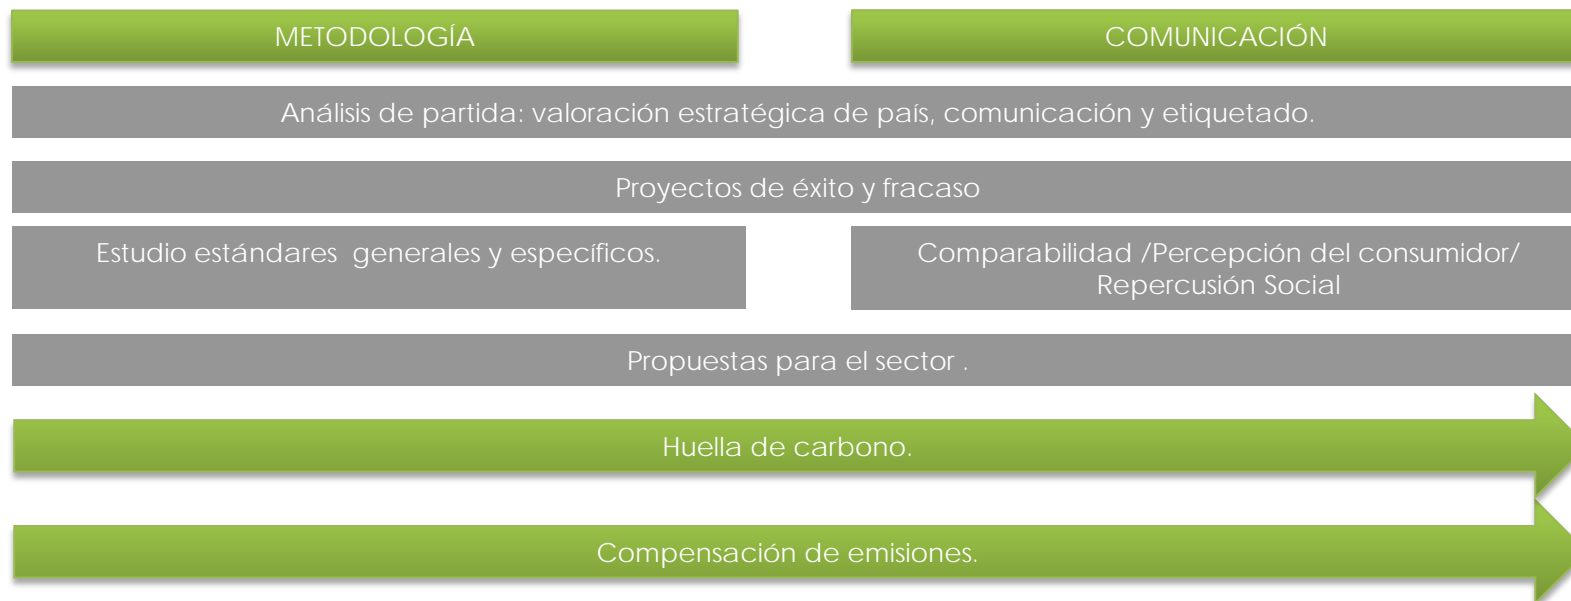 METODOLOGÍA
COMUNICACIÓN
Análisis de partida: valoración estratégica de país, comunicación y etiquetado.
Proyectos de éxito y fracaso
Estudio estándares generales y específicos.
Comparabilidad /Percepción del consumidor/
Repercusión Social
Propuestas para el sector .
Huella de carbono.
Compensación de emisiones.